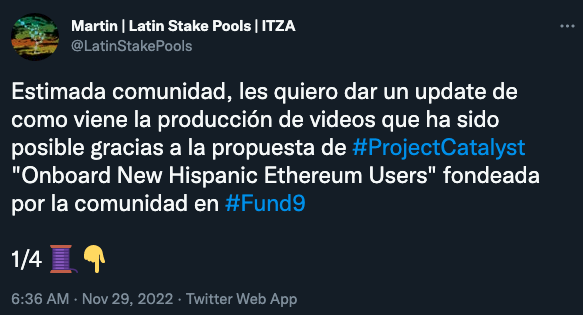 Martin | Latin Stake Pools | ITZA
@LatinStakePools
Estimada comunidad, les quiero dar un update de
como viene la producción de videos que ha sido
posible gracias a la propuesta de #ProjectCatalyst
"Onboard New Hispanic Ethereum Users" fondeada
por la comunidad en #Fund9
1/4 🧵 👇
6:36 AM · Nov 29, 2022 · Twitter Web App